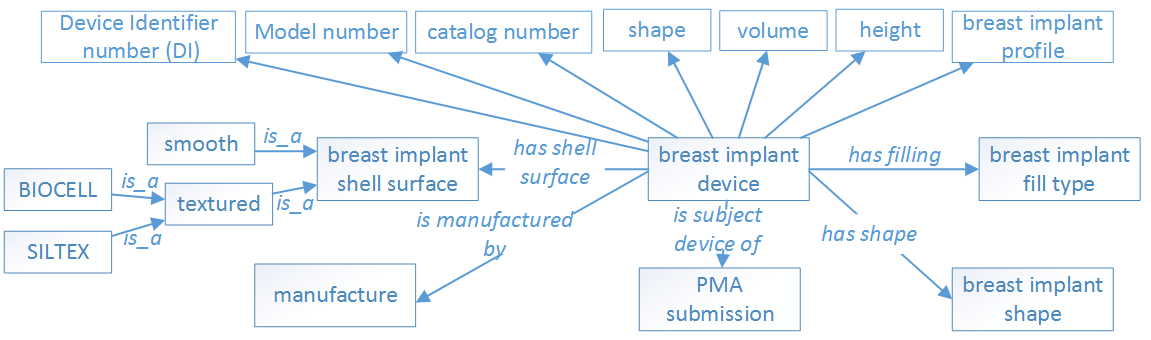 Device Identifier
number (DI)
Model number
catalog number
shape
volume
height
breast implant
profile
smooth
is_a
breast implant
shell surface
has shell
surface
breast implant
device
has filling
breast implant
fill type
BIOCELL
is_a
textured
is_a
SILTEX
is_a
is manufactured
by
is subject
device of
has shape
manufacture
PMA
submission
breast implant
shape